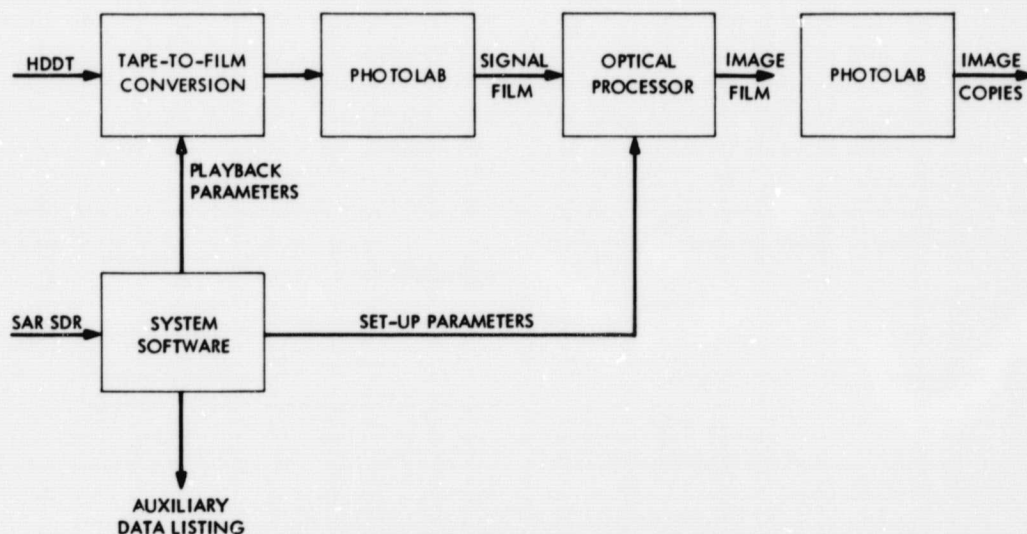 HDDT
TAPE-TO-FILM
CONVERSION
PHOTOLAB
SIGNAL
FILM
OPTICAL
PROCESSOR
IMAGE
FILM
PHOTOLAB
IMAGE
COPIES
PLAYBACK
PARAMETERS
SAR SDR
SYSTEM
SOFTWARE
SET-UP PARAMETERS
AUXILIARY
DATA LISTING